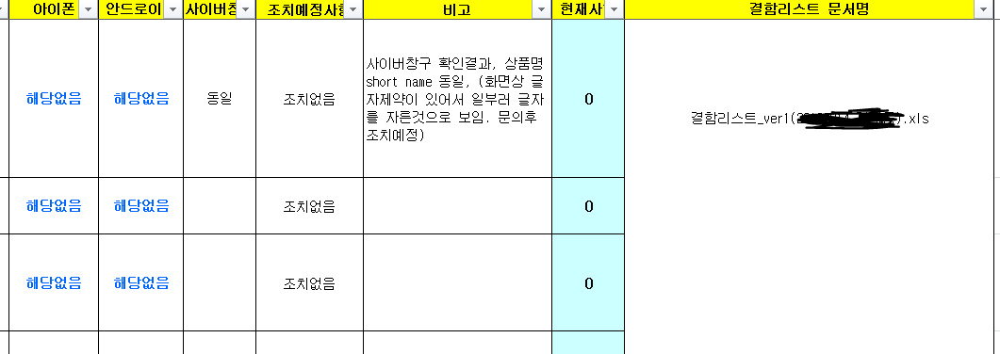 아이폰 안드로이 사이버창 조치예정사항 비고 현재사 결함리스트 문서명
해당없음 해당없음 동일 조치없음
사이버창구 확인결과, 상품명
short name 동일, (화면상 글
자제약이 있어서 일부러 글자
를 자른것으로 보임. 문의후
조치예정)
0
결함리스트_ver1( ).xls
해당없음 해당없음 조치없음 0
해당없음 해당없음 조치없음 0